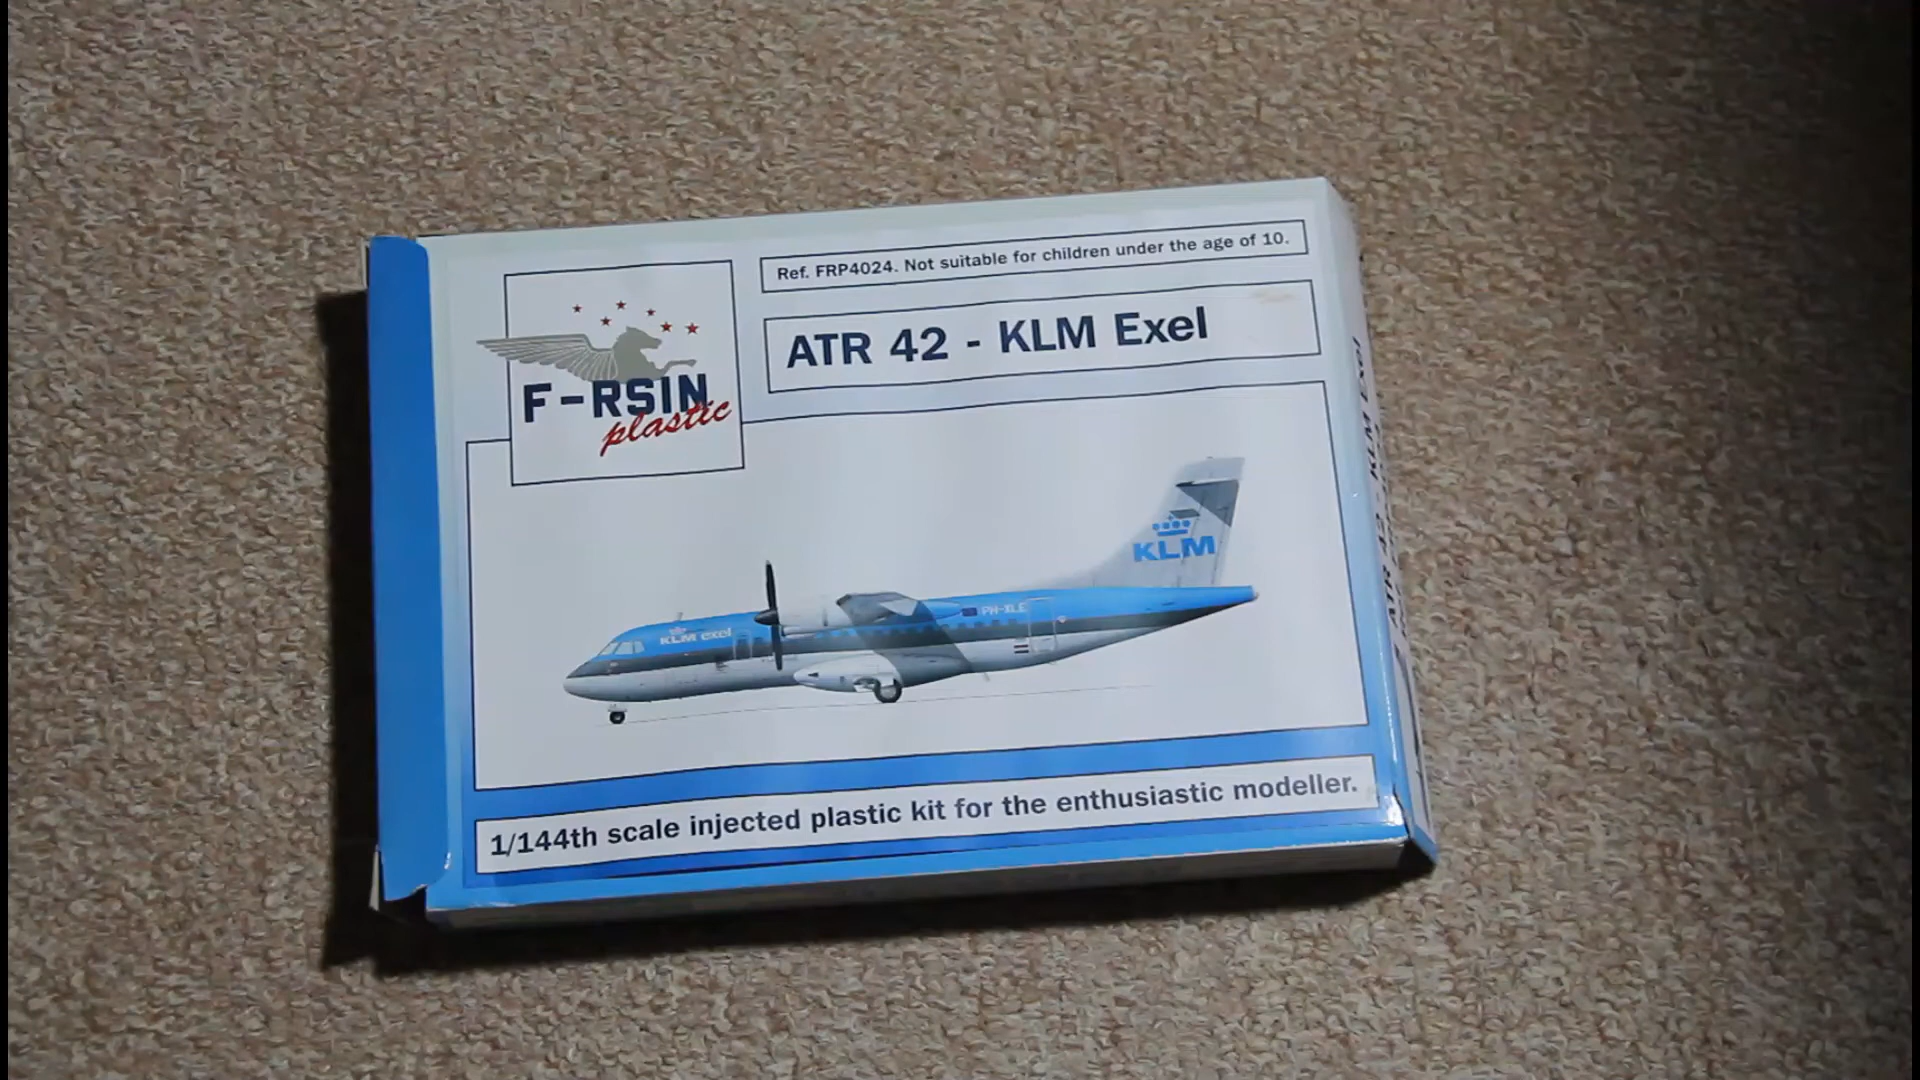 Ref. FRP4024. Not suitable for children under the age of 10.
F-RSIN
plastic
ATR 42 - KLM Exel
KLM
KLM exel
PH-XLE
1/144th scale injected plastic kit for the enthusiastic modeller.
ATR 42 - KLM Exel